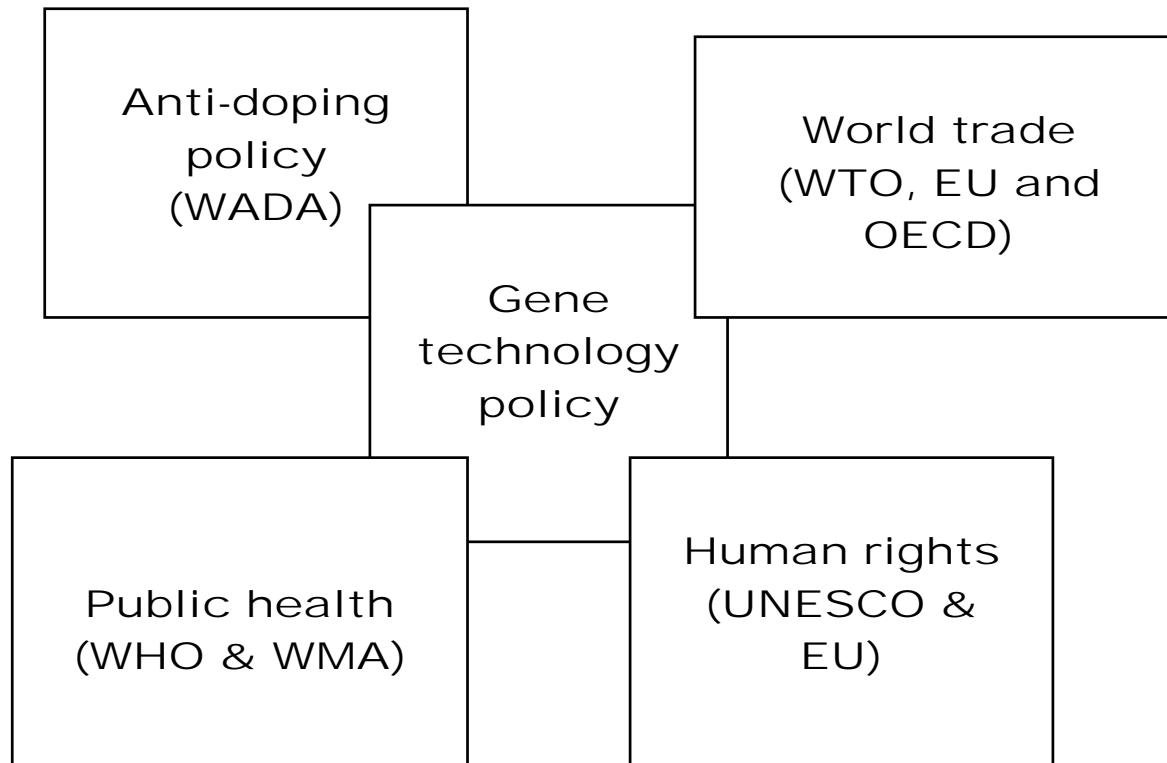 Anti-doping
policy
(WADA)
World trade
(WTO, EU and
OECD)
Gene
technology
policy
Public health
(WHO & WMA)
Human rights
(UNESCO &
EU)